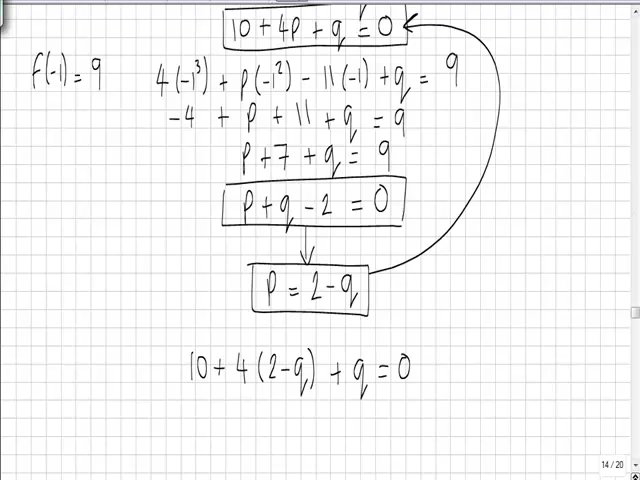 10 + 4P + q = 0
f(-1) = 9 4(-1³) + P(-1²) - 11(-1) + q = 9
-4 + P + 11 + q = 9
P + 7 + q = 9
P + q - 2 = 0
P = 2 - q
10 + 4(2 - q) + q = 0
14 / 20